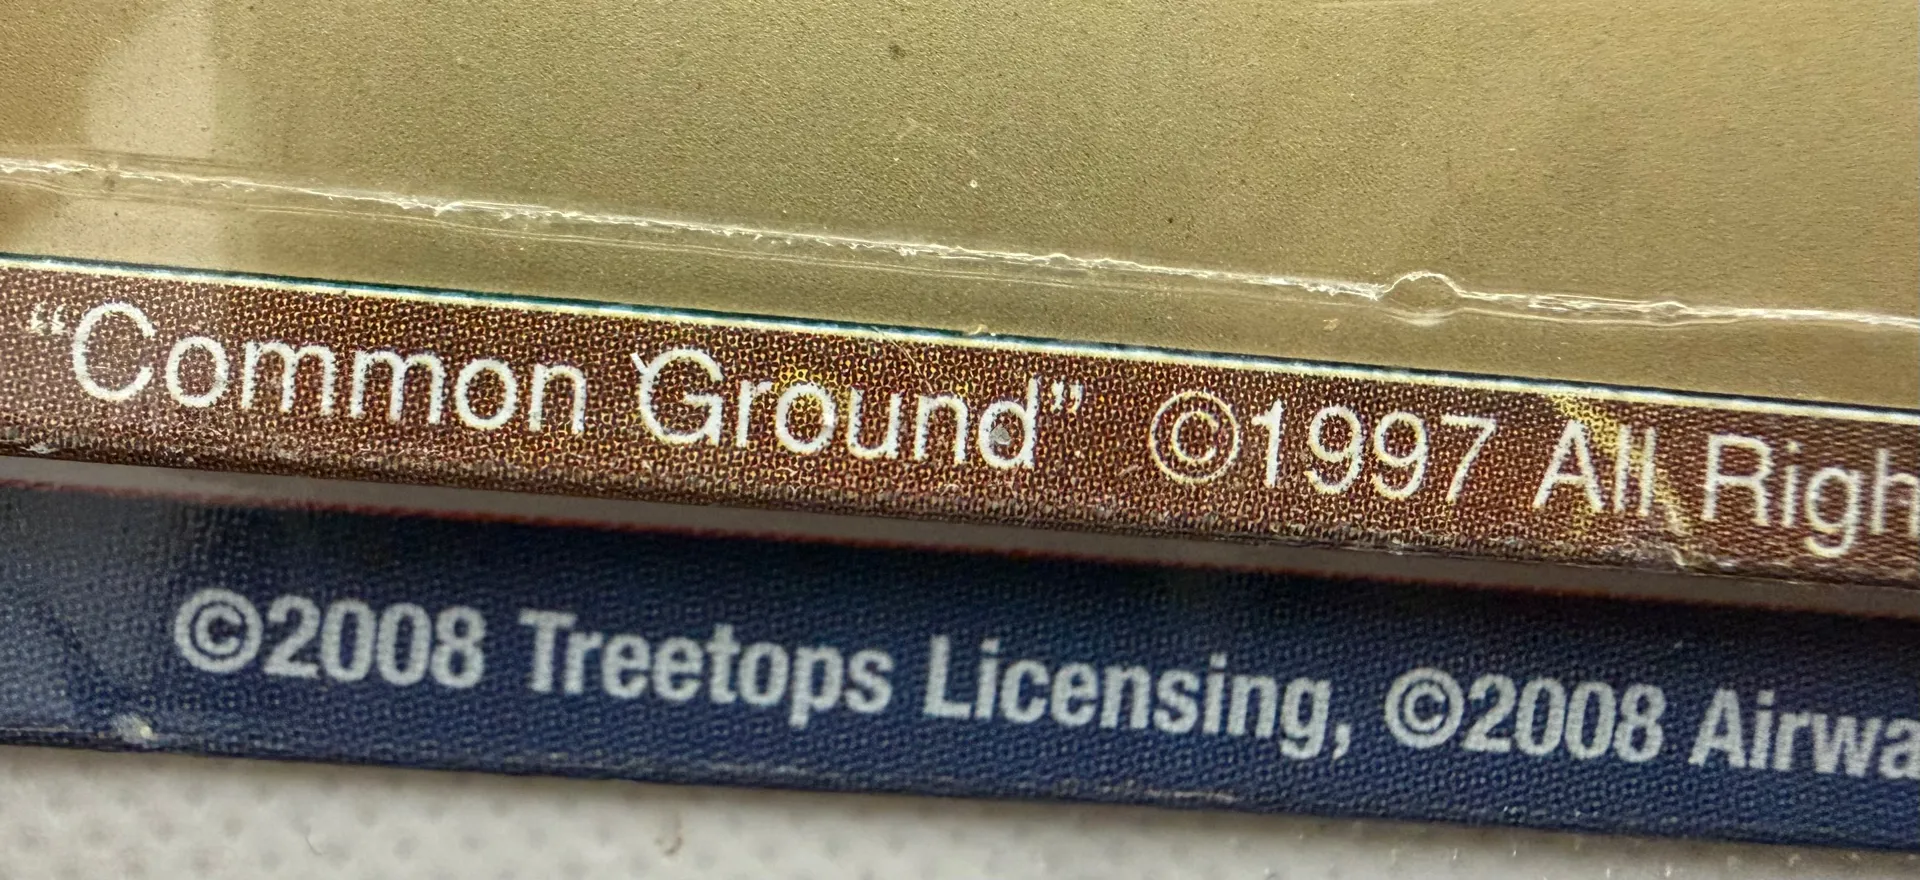 “Common Ground” ©1997 All Righ
©2008 Treetops Licensing, ©2008 Airwa